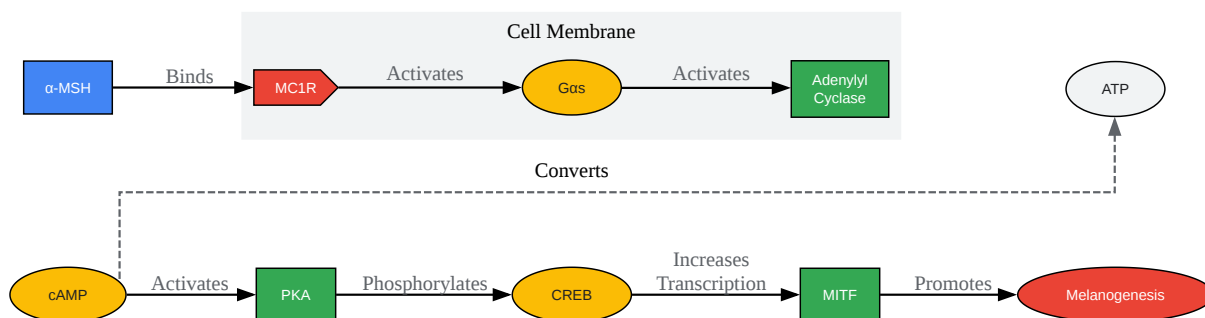 Cell Membrane
α-MSH
Binds
MC1R
Activates
Gαs
Activates
Adenylyl
Cyclase
ATP
Converts
cAMP
Activates
PKA
Phosphorylates
CREB
Increases
Transcription
MITF
Promotes
Melanogenesis